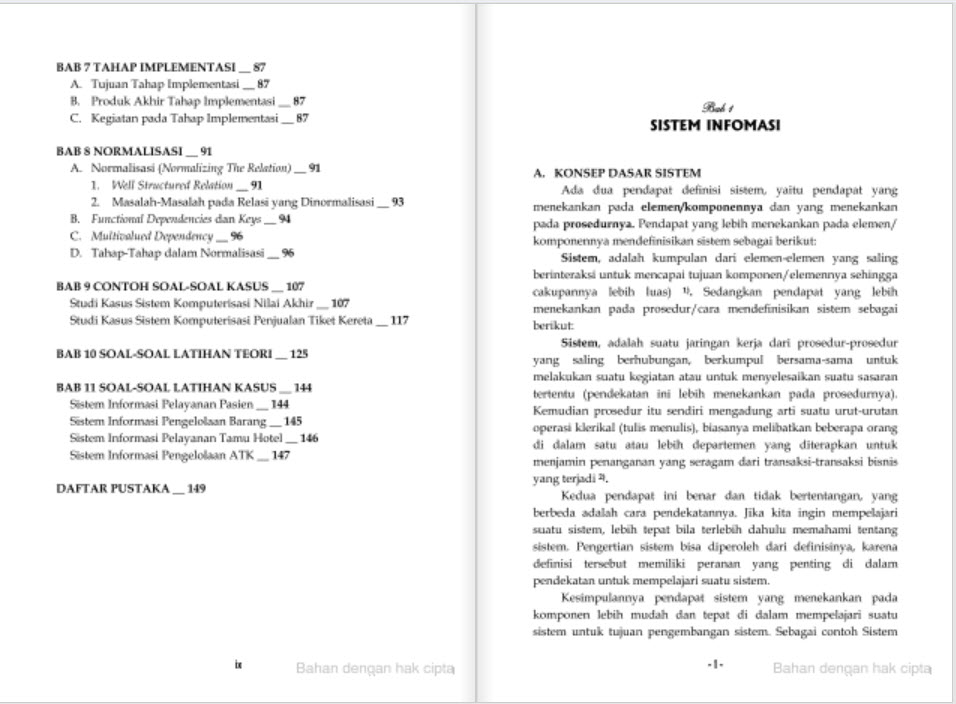 BAB 7 TAHAP IMPLEMENTASI __ 87
A. Tujuan Tahap Implementasi __ 87
B. Produk Akhir Tahap Implementasi __ 87
C. Kegiatan pada Tahap Implementasi __ 87
BAB 8 NORMALISASI __ 91
A. Normalisasi (Normalizing The Relation) __ 91
1. Well Structured Relation __ 91
2. Masalah-Masalah pada Relasi yang Dinormalisasi __ 93
B. Functional Dependencies dan Keys __ 94
C. Multivalued Dependency __ 96
D. Tahap-Tahap dalam Normalisasi __ 96
BAB 9 CONTOH SOAL-SOAL KASUS __ 107
Studi Kasus Sistem Komputerisasi Nilai Akhir __ 107
Studi Kasus Sistem Komputerisasi Penjualan Tiket Kereta __ 117
BAB 10 SOAL-SOAL LATIHAN TEORI __ 125
BAB 11 SOAL-SOAL LATIHAN KASUS __ 144
Sistem Informasi Pelayanan Pasien __ 144
Sistem Informasi Pengelolaan Barang __ 145
Sistem Informasi Pelayanan Tamu Hotel __ 146
Sistem Informasi Pengelolaan ATK __ 147
DAFTAR PUSTAKA __ 149
ix
Bahan dengan hak cipta
Bab 1
SISTEM INFOMASI
A. KONSEP DASAR SISTEM
Ada dua pendapat definisi sistem, yaitu pendapat yang
menekankan pada elemen/komponennya dan yang menekankan
pada prosedurnya. Pendapat yang lebih menekankan pada elemen/
komponennya mendefinisikan sistem sebagai berikut:
Sistem, adalah kumpulan dari elemen-elemen yang saling
berinteraksi untuk mencapai tujuan komponen/elemennya sehingga
cakupannya lebih luas) 1). Sedangkan pendapat yang lebih
menekankan pada prosedur/cara mendefinisikan sistem sebagai
berikut:
Sistem, adalah suatu jaringan kerja dari prosedur-prosedur
yang saling berhubungan, berkumpul bersama-sama untuk
melakukan suatu kegiatan atau untuk menyelesaikan suatu sasaran
tertentu (pendekatan ini lebih menekankan pada prosedurnya).
Kemudian prosedur itu sendiri mengadung arti suatu urut-urutan
operasi klerikal (tulis menulis), biasanya melibatkan beberapa orang
di dalam satu atau lebih departemen yang diterapkan untuk
menjamin penanganan yang seragam dari transaksi-transaksi bisnis
yang terjadi 2).
Kedua pendapat ini benar dan tidak bertentangan, yang
berbeda adalah cara pendekatannya. Jika kita ingin mempelajari
suatu sistem, lebih tepat bila terlebih dahulu memahami tentang
sistem. Pengertian sistem bisa diperoleh dari definisinya, karena
definisi tersebut memiliki peranan yang penting di dalam
pendekatan untuk mempelajari suatu sistem.
Kesimpulannya pendapat sistem yang menekankan pada
komponen lebih mudah dan tepat di dalam mempelajari suatu
sistem untuk tujuan pengembangan sistem. Sebagai contoh Sistem
-1-
Bahan dengan hak cipta